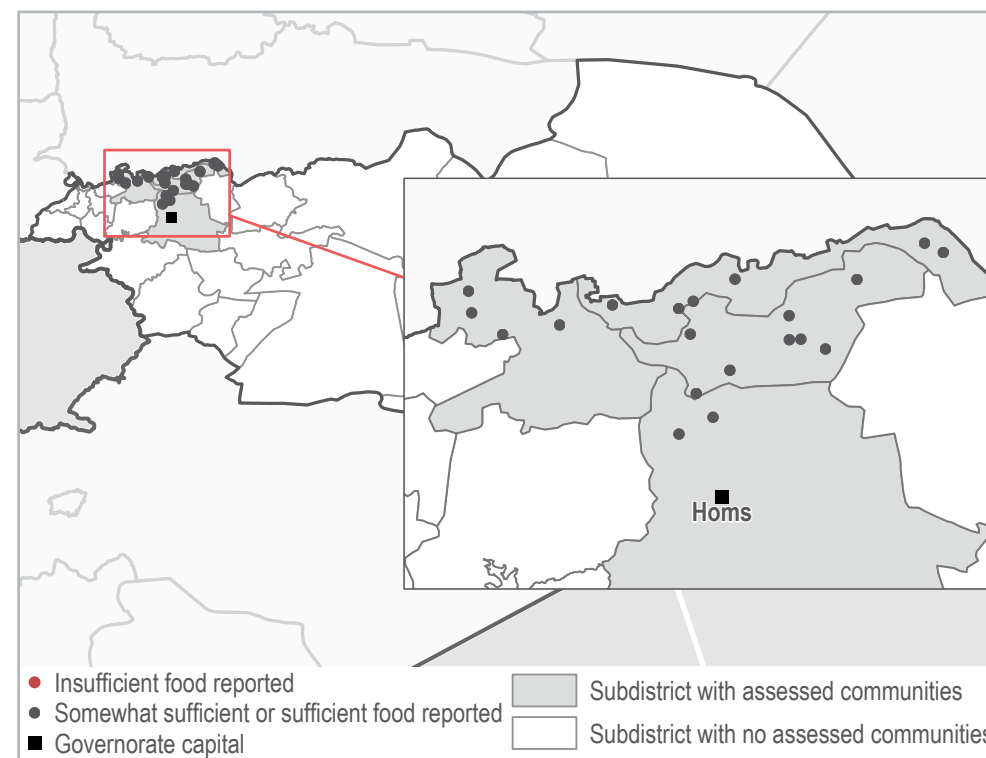 Homs
Insufficient food reported
Somewhat sufficient or sufficient food reported
Governorate capital
Subdistrict with assessed communities
Subdistrict with no assessed communities